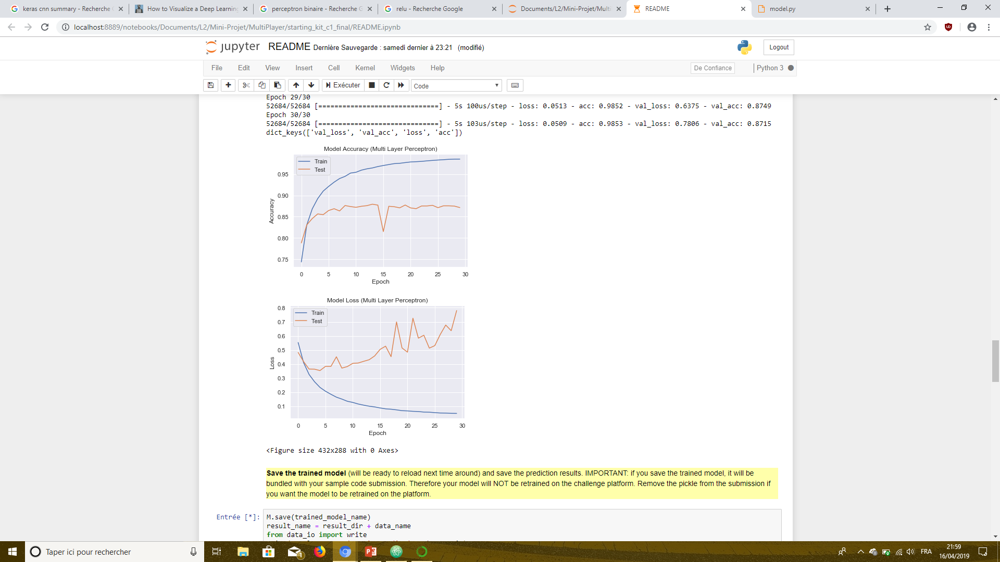 keras cnn summary - Recherche
How to Visualize a Deep Learning
perceptron binaire - Recherche G
relu - Recherche Google
Documents/L2/Mini-Projet/Multi
README
model.py
localhost:8889/notebooks/Documents/L2/Mini-Projet/MultiPlayer/starting_kit_c1_final/README.ipynb
jupyter README Dernière Sauvegarde : samedi dernier à 23:21 (modifié)
Logout
File Edit View Insert Cell Kernel Widgets Help
De Confiance
Python 3
Exécuter
Code
Epoch 29/30
52684/52684 [==============================] - 5s 100us/step - loss: 0.0513 - acc: 0.9852 - val_loss: 0.6375 - val_acc: 0.8749
Epoch 30/30
52684/52684 [==============================] - 5s 103us/step - loss: 0.0509 - acc: 0.9853 - val_loss: 0.7806 - val_acc: 0.8715
dict_keys(['val_loss', 'val_acc', 'loss', 'acc'])
Model Accuracy (Multi Layer Perceptron)
Train
Test
0.95
0.90
0.85
0.80
0.75
Accuracy
0 5 10 15 20 25 30
Epoch
Model Loss (Multi Layer Perceptron)
Train
Test
0.8
0.7
0.6
0.5
0.4
0.3
0.2
0.1
Loss
0 5 10 15 20 25 30
Epoch
<Figure size 432x288 with 0 Axes>
Save the trained model (will be ready to reload next time around) and save the prediction results. IMPORTANT: if you save the trained model, it will be
bundled with your sample code submission. Therefore your model will NOT be retrained on the challenge platform. Remove the pickle from the submission if
you want the model to be retrained on the platform.
Entrée [*]:
M.save(trained_model_name)
result_name = result_dir + data_name
from data_io import write
Taper ici pour rechercher
1
FRA
21:59
16/04/2019